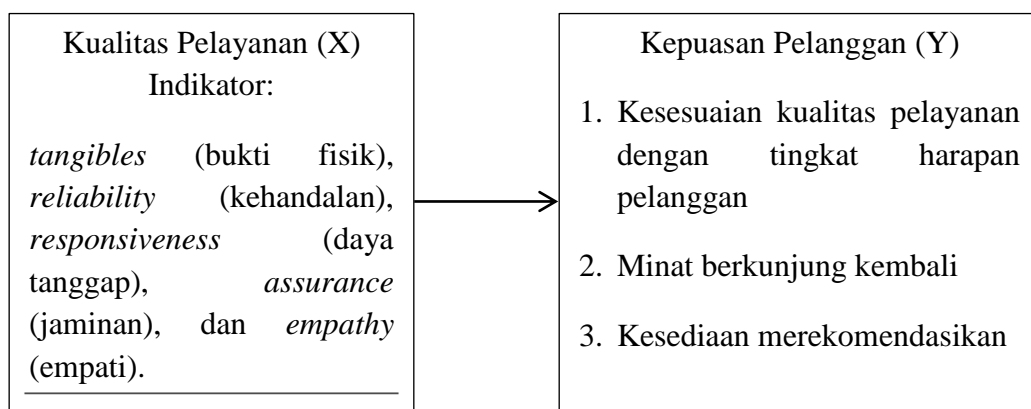 Kualitas Pelayanan (X)
Indikator:
tangibles (bukti fisik),
reliability (kehandalan),
responsiveness (daya
tanggap), assurance
(jaminan), dan empathy
(empati).
Kepuasan Pelanggan (Y)
1. Kesesuaian kualitas pelayanan
dengan tingkat harapan
pelanggan
2. Minat berkunjung kembali
3. Kesediaan merekomendasikan